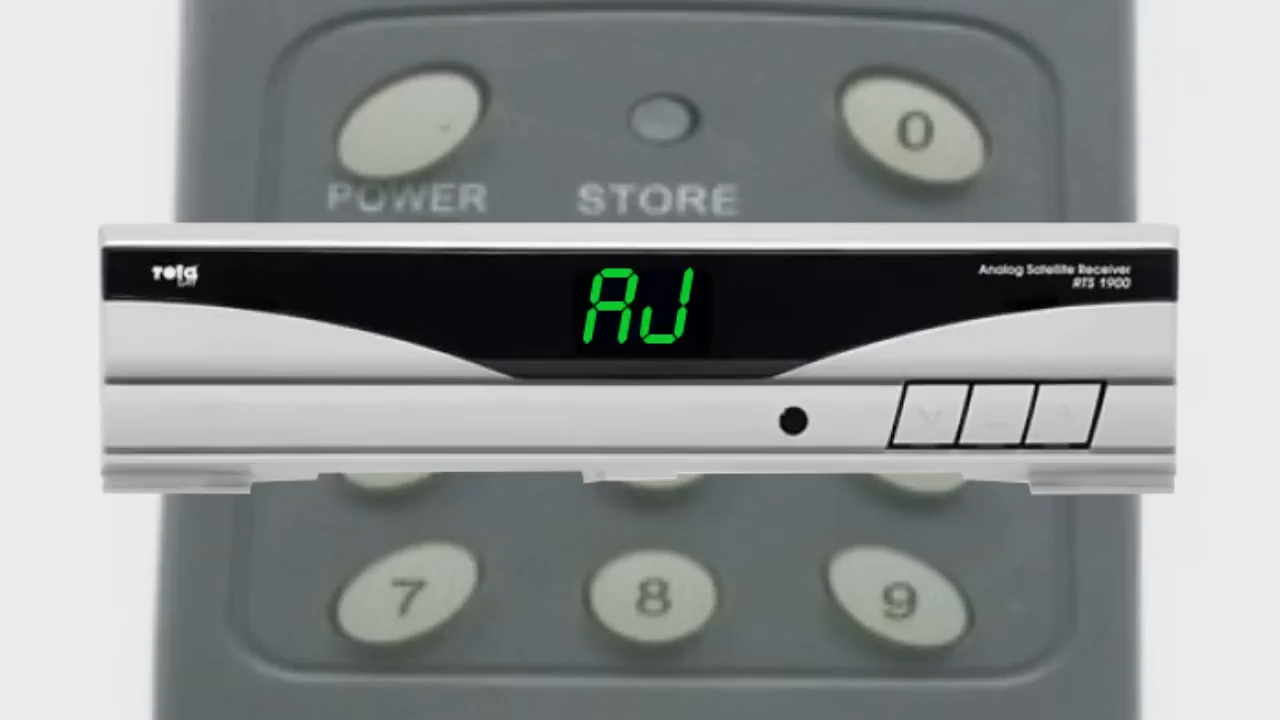 0
POWER
STORE
Analog Satellite Receiver
RTS 1900
AJ
7
8
9